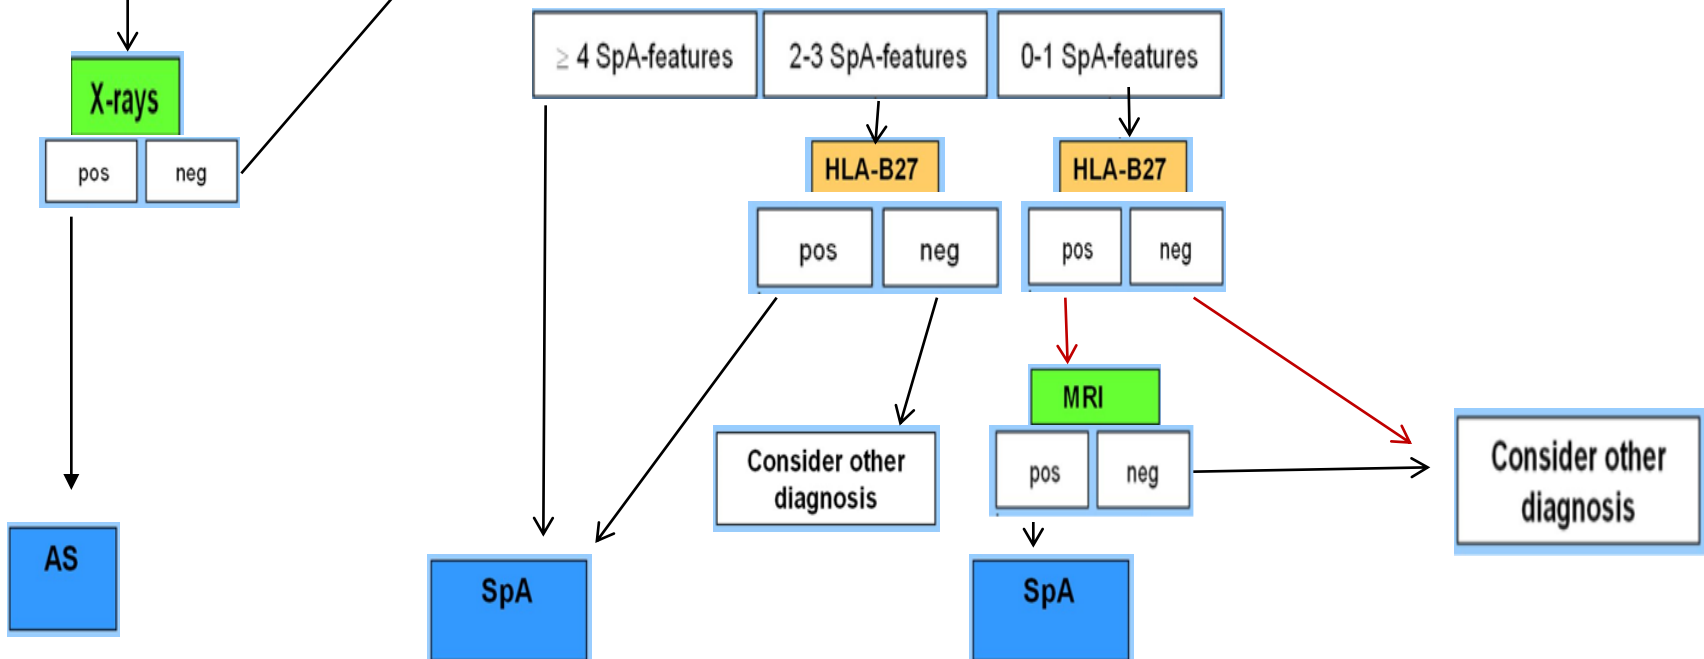 ≥ 4 SpA-features
2-3 SpA-features
0-1 SpA-features
X-rays
pos
neg
HLA-B27
HLA-B27
pos
neg
pos
neg
MRI
pos
neg
Consider other
diagnosis
Consider other
diagnosis
AS
SpA
SpA